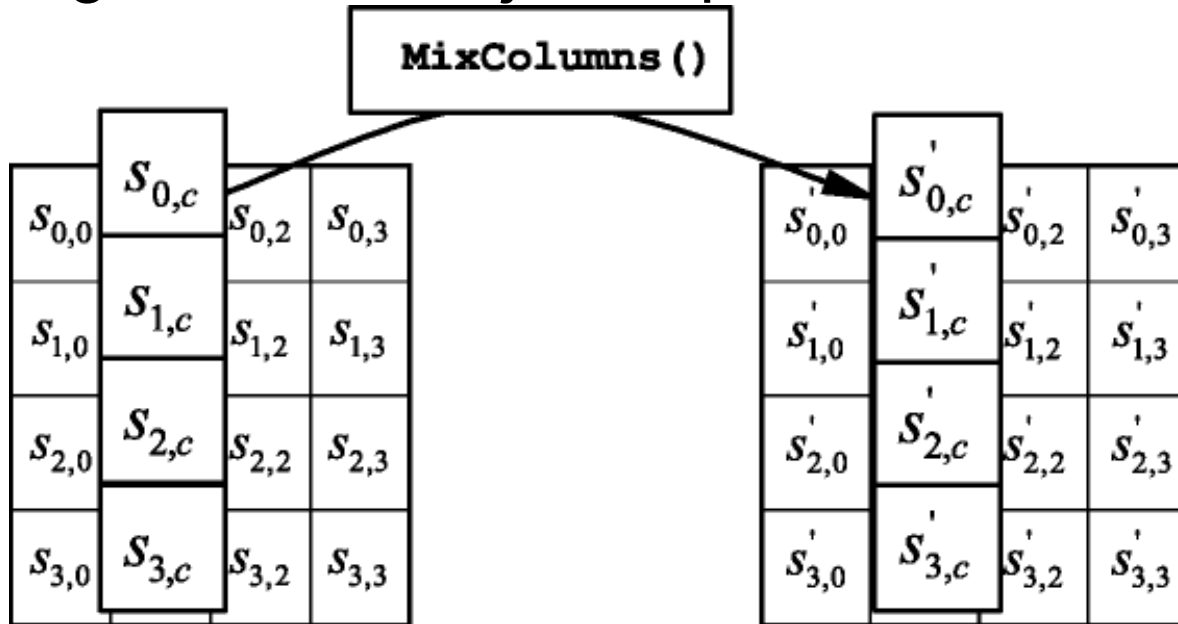 MixColumns()
s0,0 s0,c s0,2 s0,3
s1,0 s1,c s1,2 s1,3
s2,0 s2,c s2,2 s2,3
s3,0 s3,c s3,2 s3,3
s'0,0 s'0,c s'0,2 s'0,3
s'1,0 s'1,c s'1,2 s'1,3
s'2,0 s'2,c s'2,2 s'2,3
s'3,0 s'3,c s'3,2 s'3,3